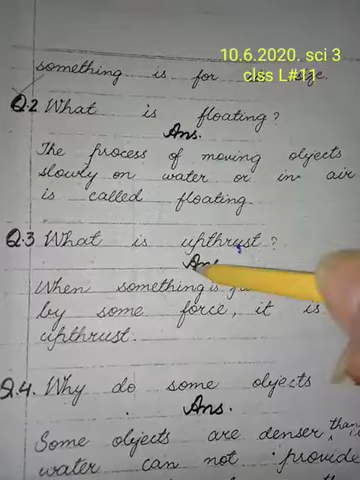 10.6.2020. sci 3
clss L#11
something is for size
Q.2 What is floating?
Ans.
The process of moving objects
slowly on water or in air
is called floating.
Q.3 What is upthrust?
Ans
When something is
by some force, it is
upthrust.
Q.4. Why do some objects
Ans.
Some objects are denser than
water can not provide